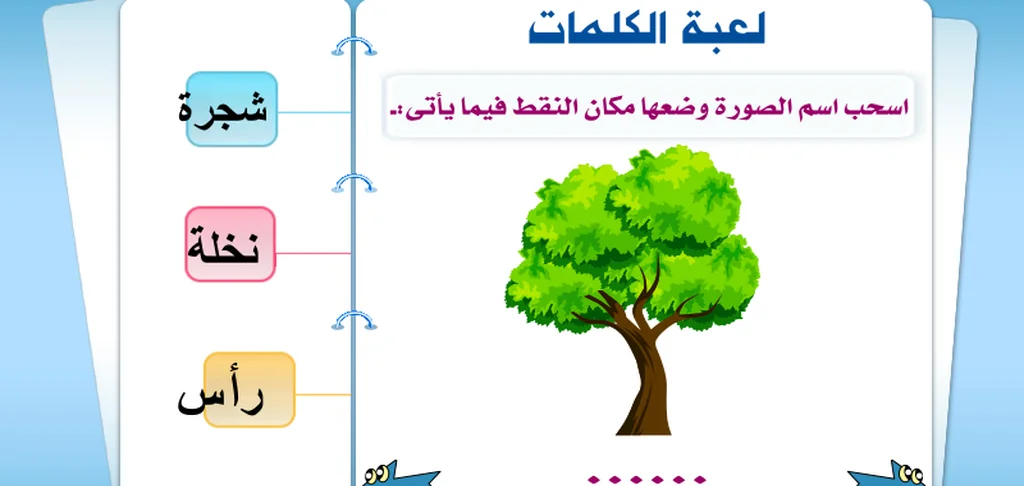 لعبة الكلمات
اسحب اسم الصورة وضعها مكان النقط فيما يأتى :ـ
شجرة
نخلة
رأس
......